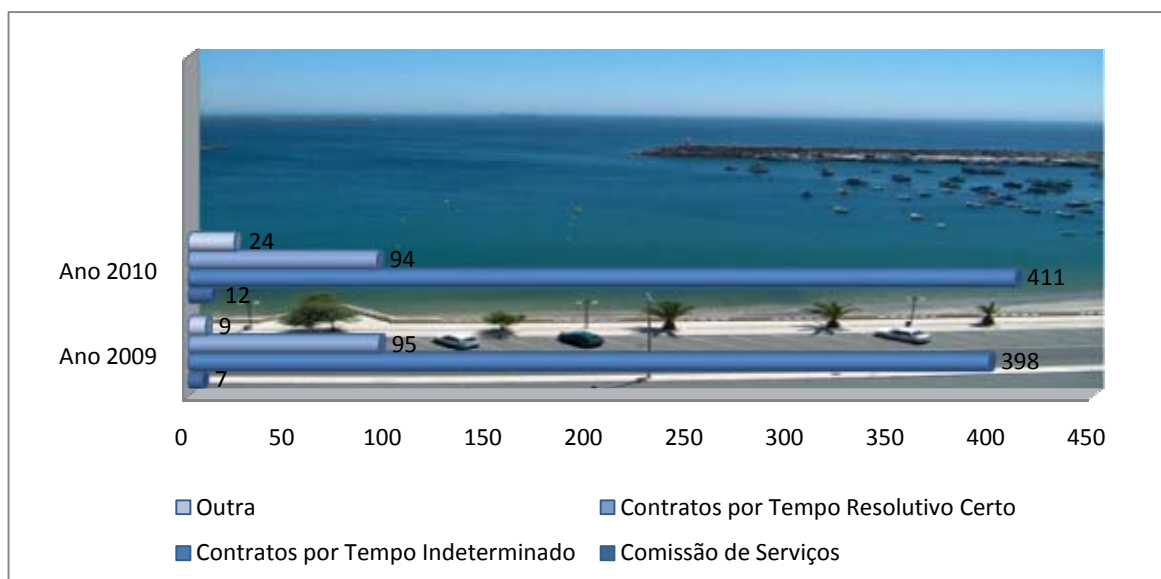 24
Ano 2010
94
411
12
9
Ano 2009
95
398
7
0 50 100 150 200 250 300 350 400 450
Outra
Contratos por Tempo Resolutivo Certo
Contratos por Tempo Indeterminado
Comissão de Serviços